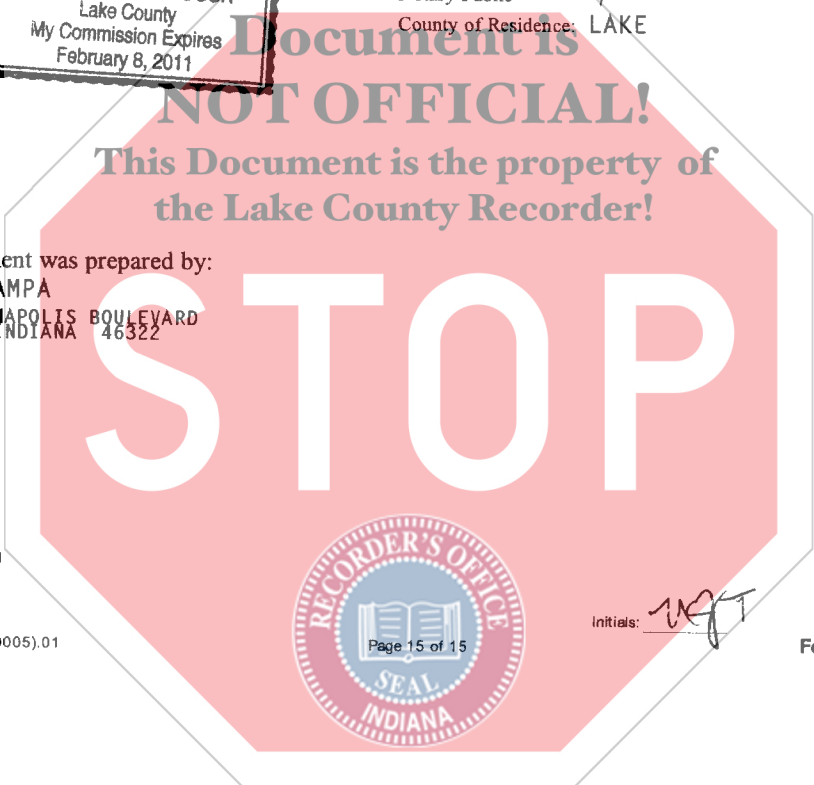 Lake County
My Commission Expires
February 8, 2011
County of Residence: LAKE
Document is
NOT OFFICIAL!
This Document is the property of
the Lake County Recorder!
ent was prepared by:
AMPA
APOLIS BOULEVARD
NDIANA 46322
STOP
RECORDER'S OFFICE
Page 15 of 15
SEAL
INDIANA
Initials:
0005).01